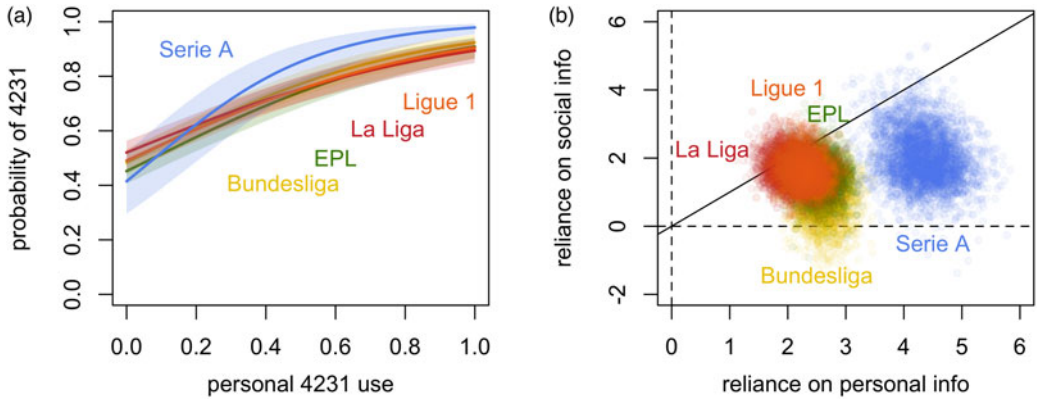 (a)
probability of 4231
1.0
0.8
0.6
0.4
0.2
0.0
Serie A
Ligue 1
La Liga
EPL
Bundesliga
0.0 0.2 0.4 0.6 0.8 1.0
personal 4231 use
(b)
reliance on social info
6
4
2
0
-2
Ligue 1
EPL
La Liga
Serie A
Bundesliga
0 1 2 3 4 5 6
reliance on personal info